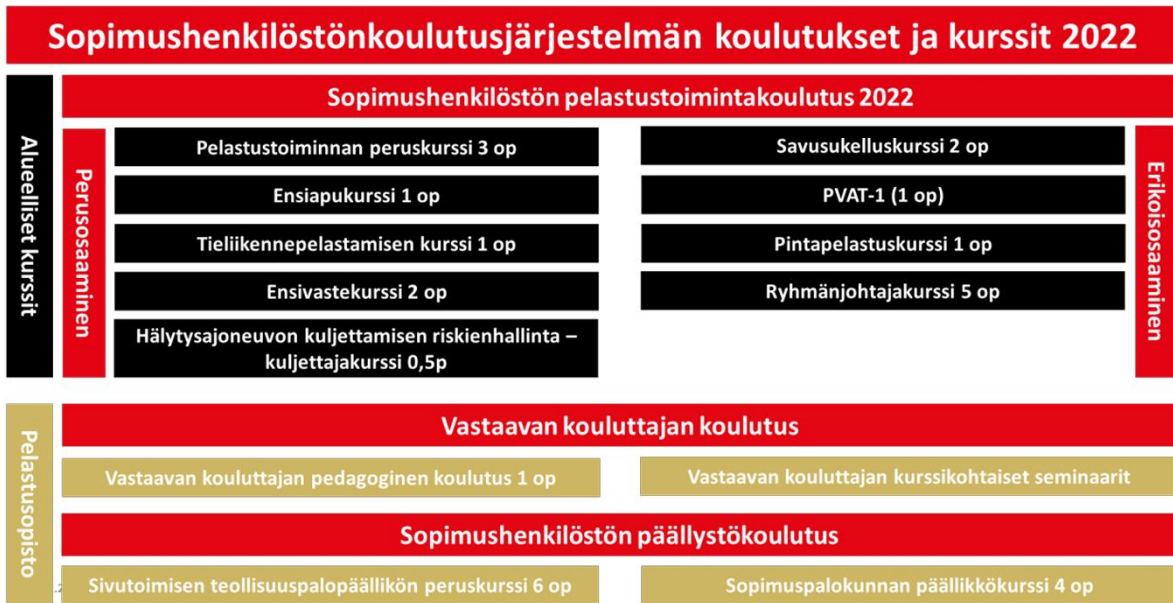 Sopimushenkilöstönkoulutusjärjestelmän koulutukset ja kurssit 2022
Alueelliset kurssit
Sopimushenkilöstön pelastustoimintakoulutus 2022
Perusosaaminen
Pelastustoiminnan peruskurssi 3 op
Ensiapukurssi 1 op
Tieliikennepelastamisen kurssi 1 op
Ensivastekurssi 2 op
Hälytysajoneuvon kuljettamisen riskienhallinta –
kuljettajakurssi 0,5p
Savusukelluskurssi 2 op
PVAT-1 (1 op)
Pintapelastuskurssi 1 op
Ryhmänjohtajakurssi 5 op
Erikoisosaaminen
Pelastusopisto
Vastaavan kouluttajan koulutus
Vastaavan kouluttajan pedagoginen koulutus 1 op
Vastaavan kouluttajan kurssikohtaiset seminaarit
Sopimushenkilöstön päällystökoulutus
Sivutoimisen teollisuuspalopäällikön peruskurssi 6 op
Sopimuspalokunnan päällikkökurssi 4 op